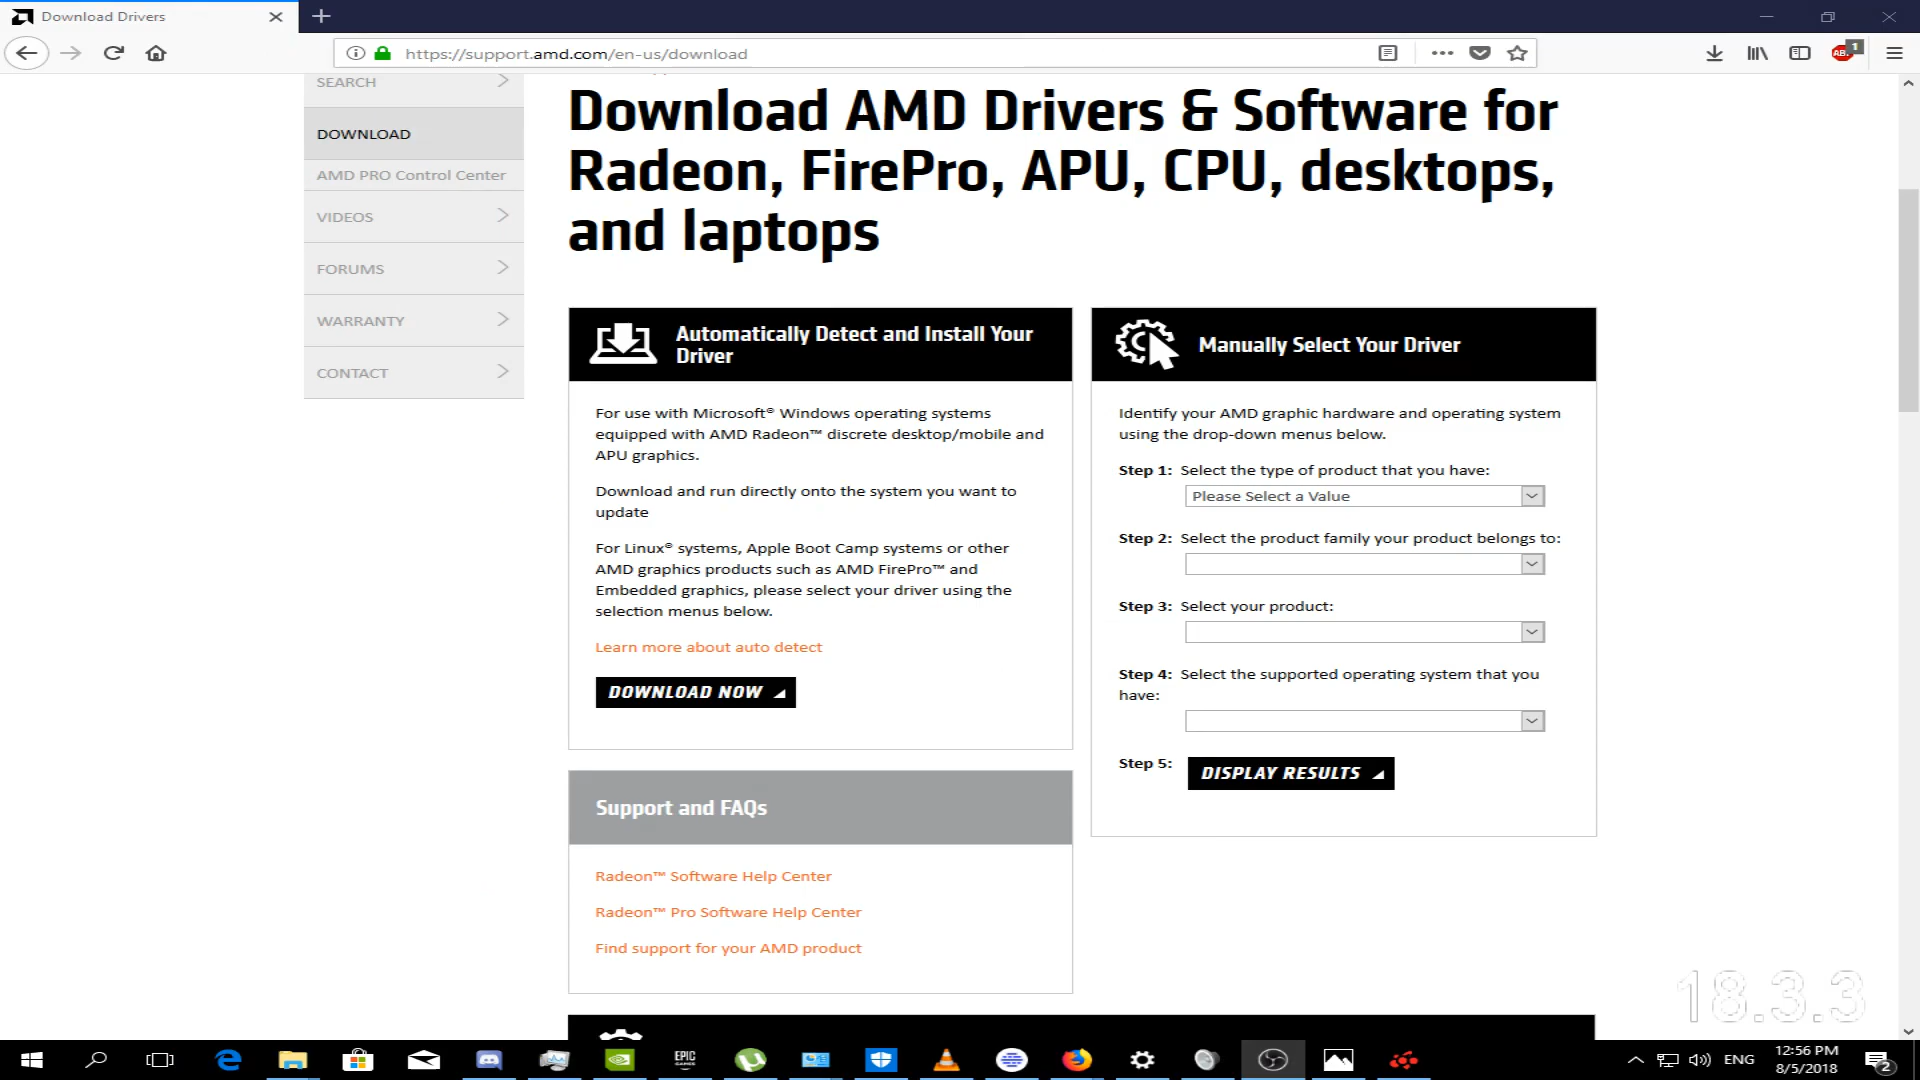 Download Drivers
https://support.amd.com/en-us/download
1
SEARCH
DOWNLOAD
AMD PRO Control Center
VIDEOS
FORUMS
WARRANTY
CONTACT
Download AMD Drivers & Software for
Radeon, FirePro, APU, CPU, desktops,
and laptops
Automatically Detect and Install Your
Driver
For use with Microsoft® Windows operating systems
equipped with AMD Radeon™ discrete desktop/mobile and
APU graphics.
Download and run directly onto the system you want to
update
For Linux® systems, Apple Boot Camp systems or other
AMD graphics products such as AMD FirePro™ and
Embedded graphics, please select your driver using the
selection menus below.
Learn more about auto detect
DOWNLOAD NOW
Manually Select Your Driver
Identify your AMD graphic hardware and operating system
using the drop-down menus below.
Step 1: Select the type of product that you have:
Please Select a Value
Step 2: Select the product family your product belongs to:
Step 3: Select your product:
Step 4: Select the supported operating system that you
have:
Step 5: DISPLAY RESULTS
Support and FAQs
Radeon™ Software Help Center
Radeon™ Pro Software Help Center
Find support for your AMD product
18.3.3
EPIC
GAMES
ENG
12:56 PM
8/5/2018
2